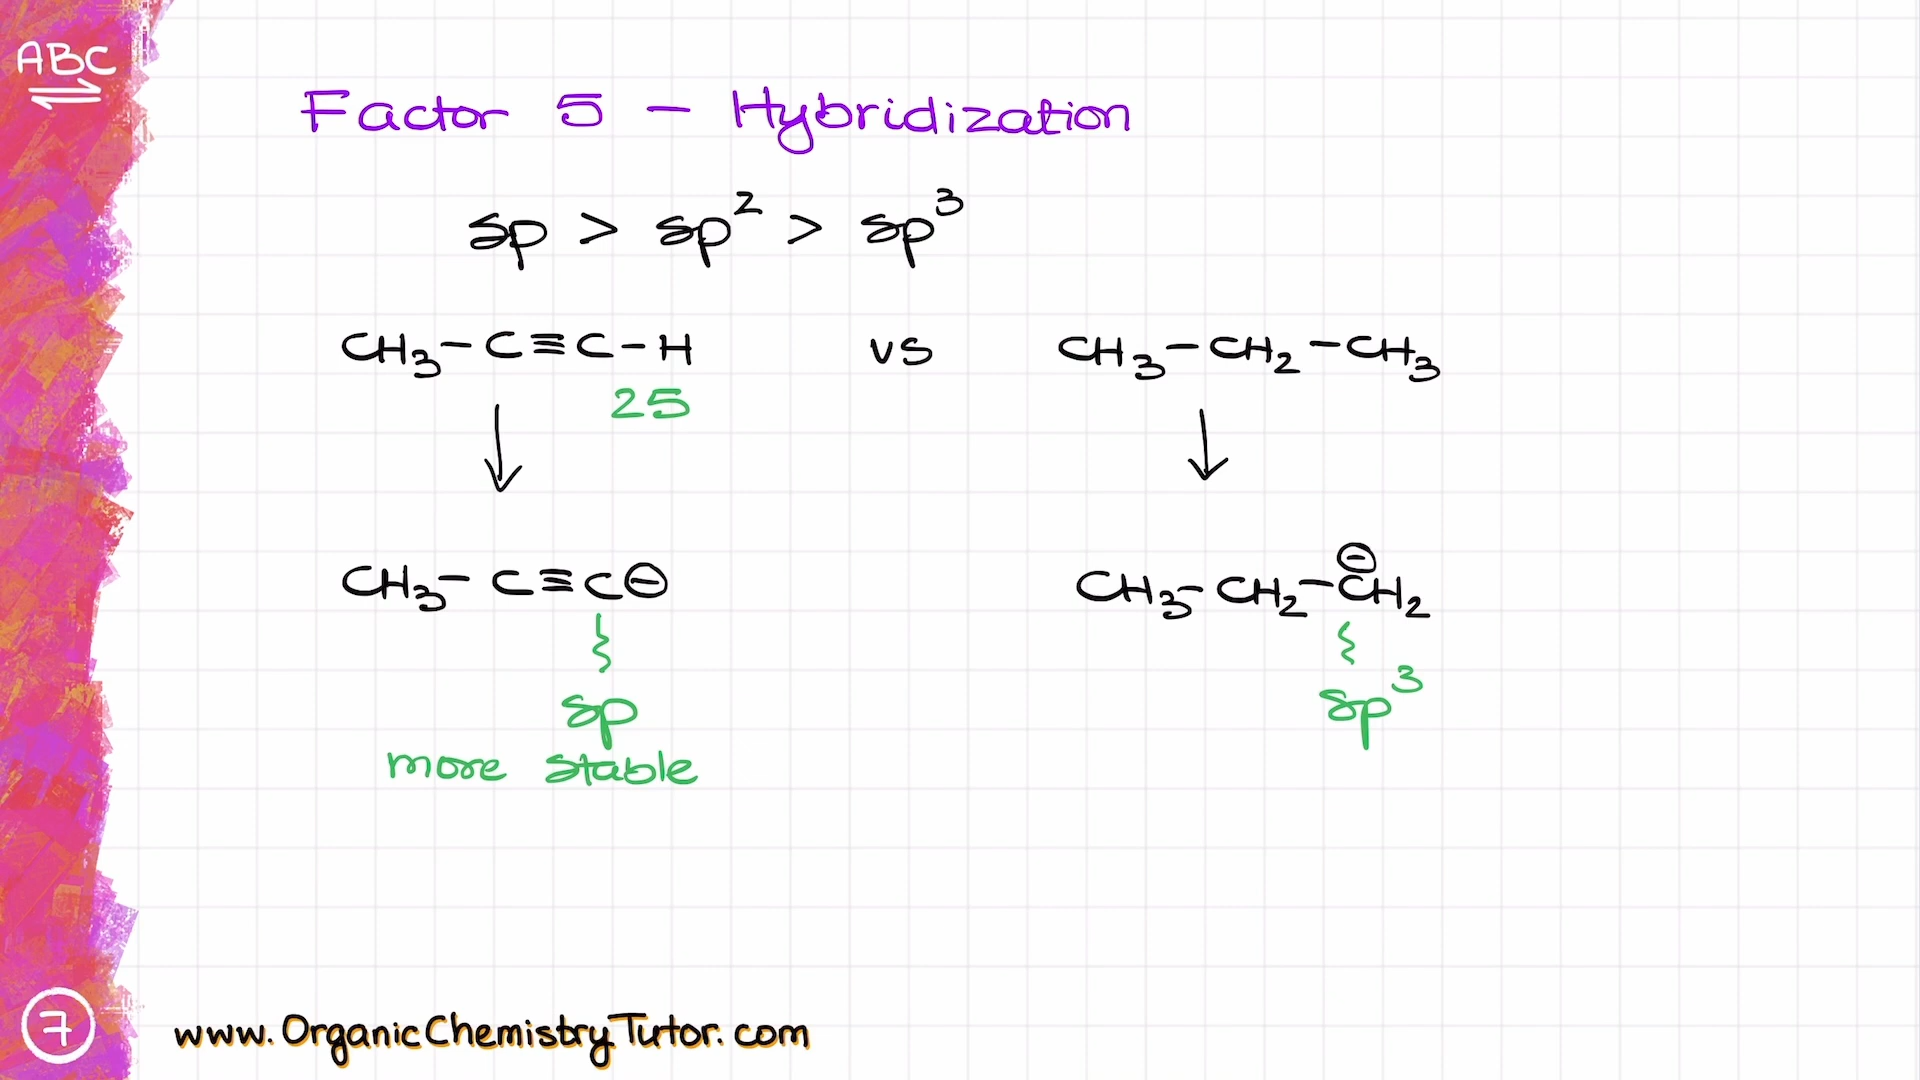 ABC
Factor 5 - Hybridization
sp > sp² > sp³
CH₃-C≡C-H vs CH₃-CH₂-CH₃
25
CH₃-C≡C⊖ CH₃-CH₂-C⊖H₂
sp sp³
more stable
7 www.OrganicChemistryTutor.com